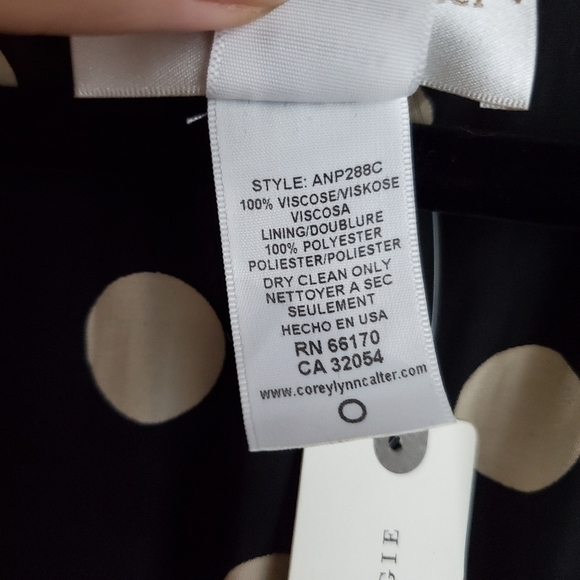 STYLE: ANP288C
100% VISCOSE/VISKOSE
VISCOSA
LINING/DOUBLURE
100% POLYESTER
POLIESTER/POLIESTER
DRY CLEAN ONLY
NETTOYER A SEC
SEULEMENT
HECHO EN USA
RN 66170
CA 32054
www.coreylynncalter.com
GIE